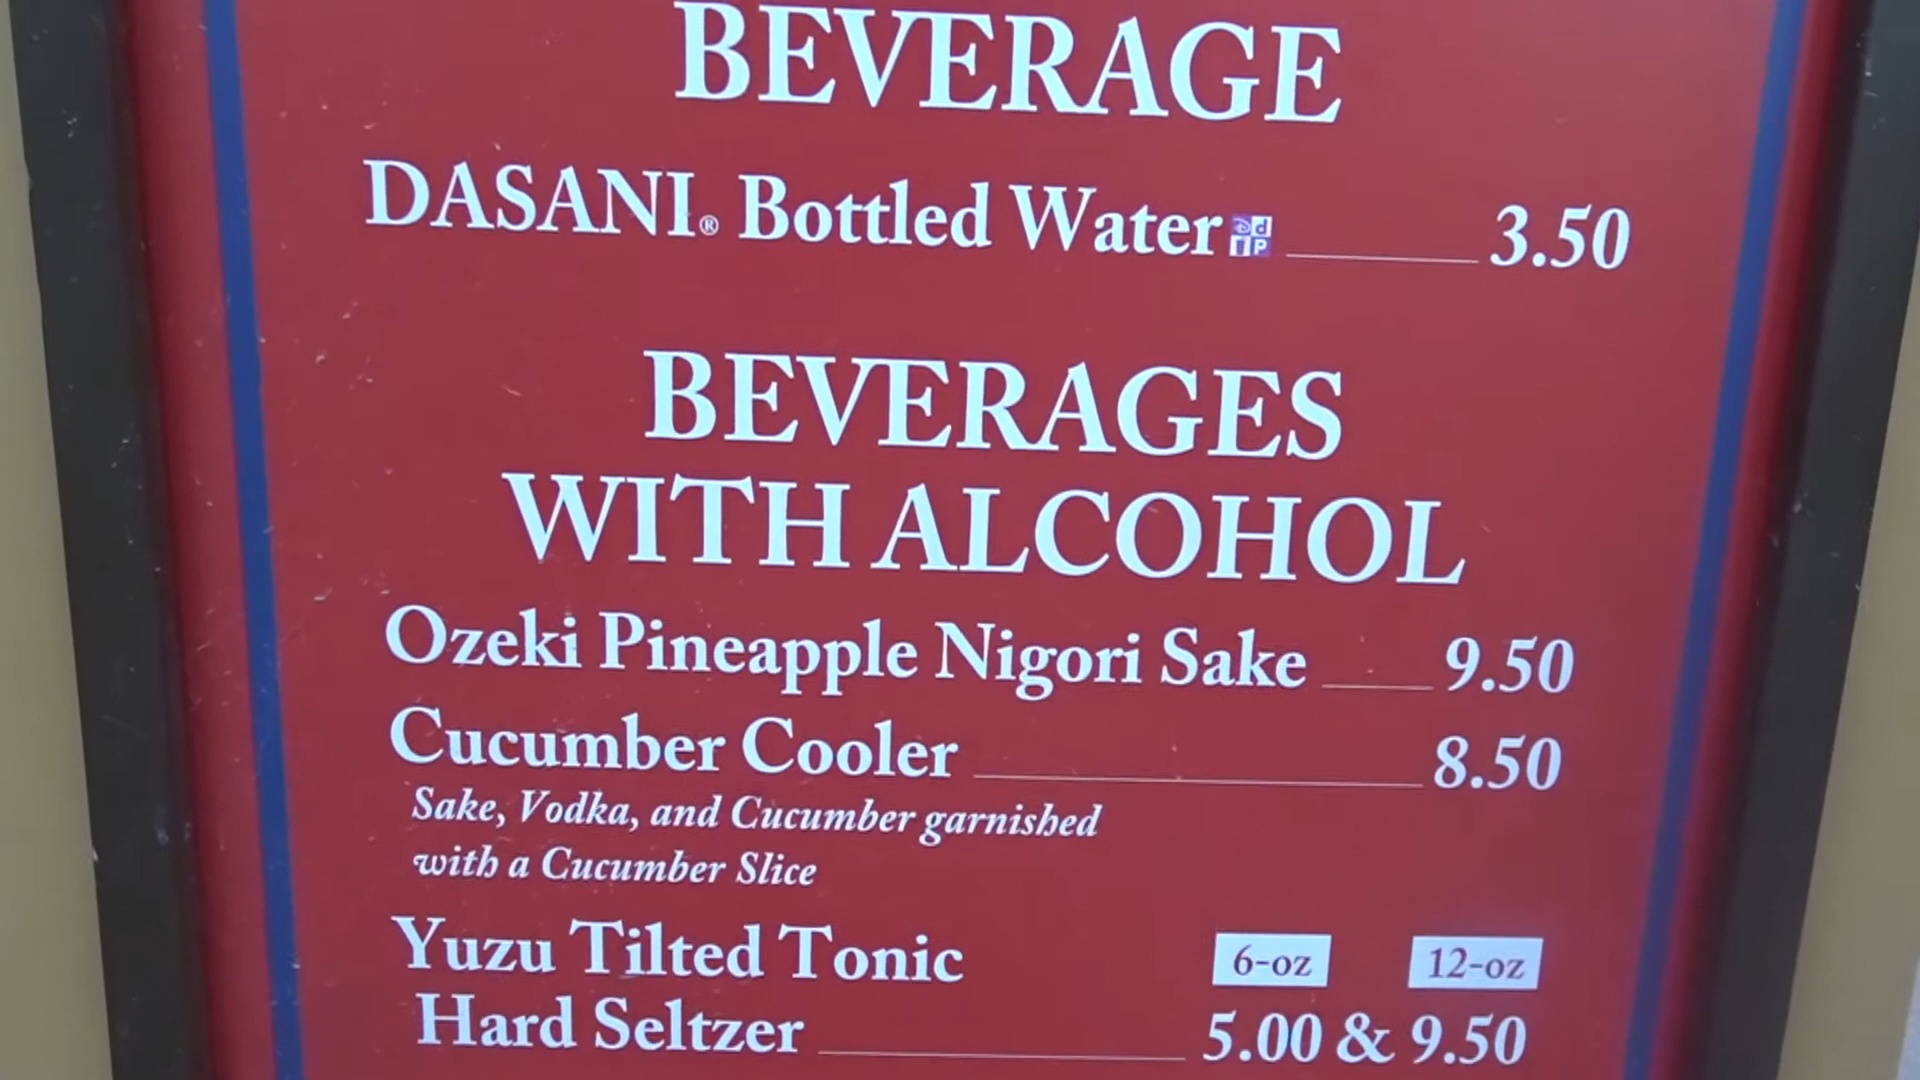 BEVERAGE
DASANI® Bottled Water 3.50
BEVERAGES
WITH ALCOHOL
Ozeki Pineapple Nigori Sake 9.50
Cucumber Cooler 8.50
Sake, Vodka, and Cucumber garnished
with a Cucumber Slice
Yuzu Tilted Tonic 6-oz 12-oz
Hard Seltzer 5.00 & 9.50